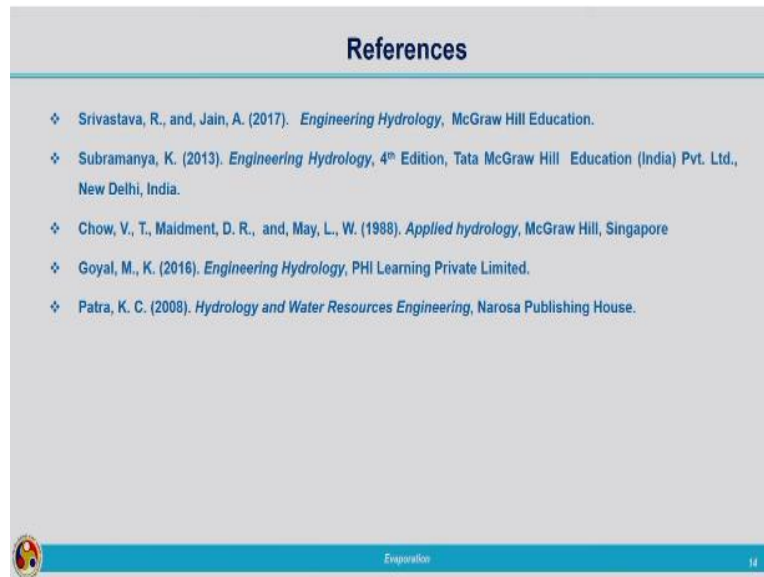 References
❖ Srivastava, R., and, Jain, A. (2017). Engineering Hydrology, McGraw Hill Education.
❖ Subramanya, K. (2013). Engineering Hydrology, 4th Edition, Tata McGraw Hill Education (India) Pvt. Ltd.,
New Delhi, India.
❖ Chow, V., T., Maidment, D. R., and, May, L., W. (1988). Applied hydrology, McGraw Hill, Singapore
❖ Goyal, M., K. (2016). Engineering Hydrology, PHI Learning Private Limited.
❖ Patra, K. C. (2008). Hydrology and Water Resources Engineering, Narosa Publishing House.
Evaporation
14